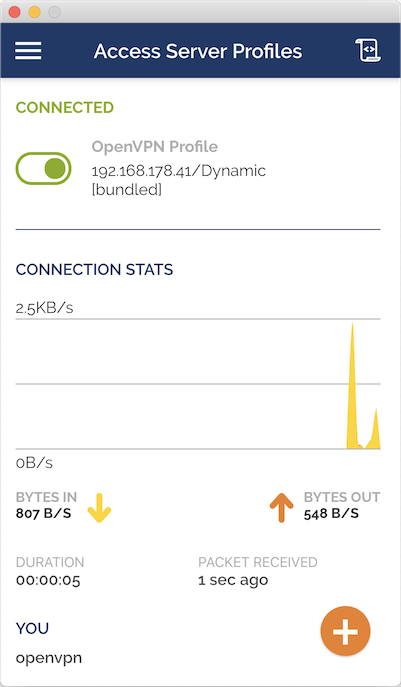 Access Server Profiles
CONNECTED
OpenVPN Profile
192.168.178.41/Dynamic
[bundled]
CONNECTION STATS
2.5KB/s
0B/s
BYTES IN
807 B/S
BYTES OUT
548 B/S
DURATION
00:00:05
PACKET RECEIVED
1 sec ago
YOU
openvpn